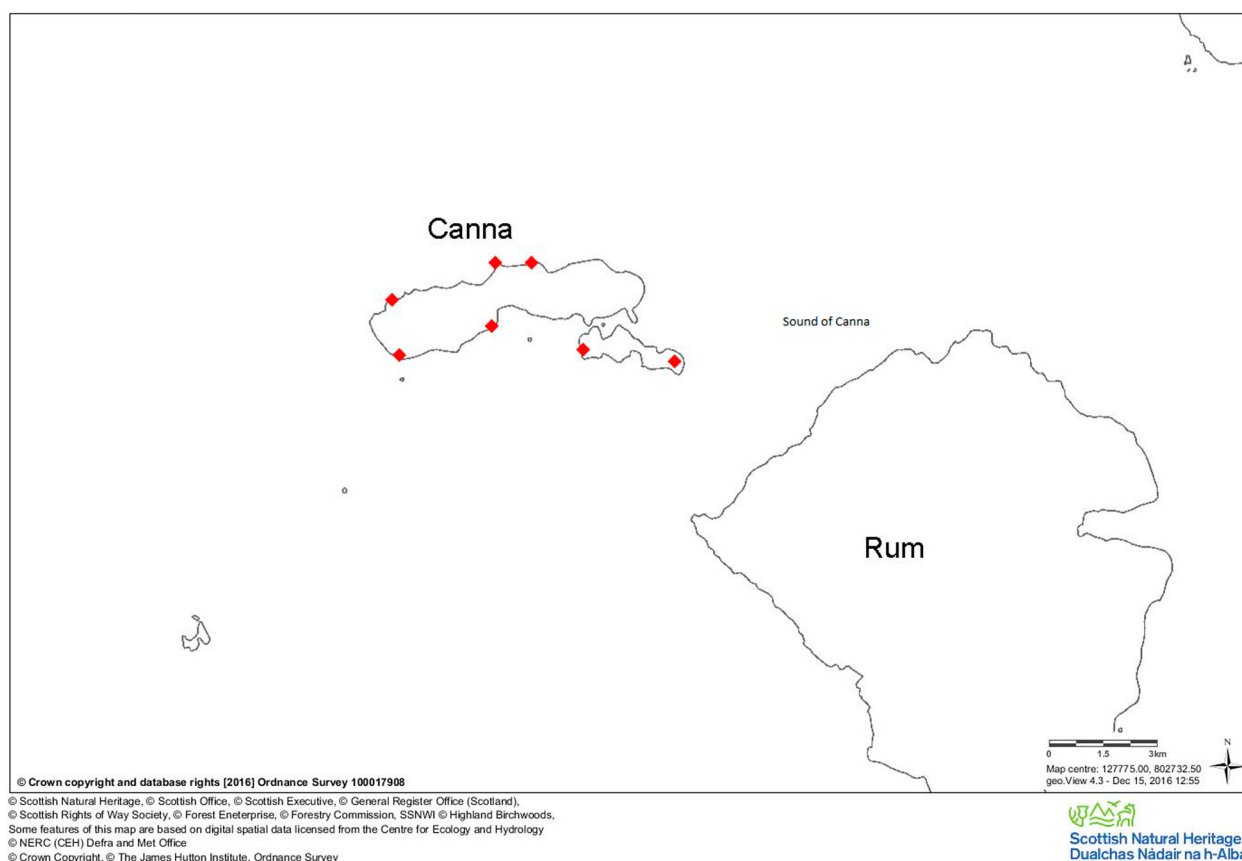 Canna
Sound of Canna
Rum
N
0 1.5 3km
Map centre: 127775.00, 802732.50
geo.View 4.3 - Dec 15, 2016 12:55
© Crown copyright and database rights [2016] Ordnance Survey 100017908
© Scottish Natural Heritage, © Scottish Office, © Scottish Executive, © General Register Office (Scotland),
© Scottish Rights of Way Society, © Forest Eneterprise, © Forestry Commission, SSNWI © Highland Birchwoods,
Some features of this map are based on digital spatial data licensed from the Centre for Ecology and Hydrology
© NERC (CEH) Defra and Met Office
© Crown Copyright, © The James Hutton Institute, Ordnance Survey
Scottish Natural Heritage
Dualchas Nàdair na h-Alba